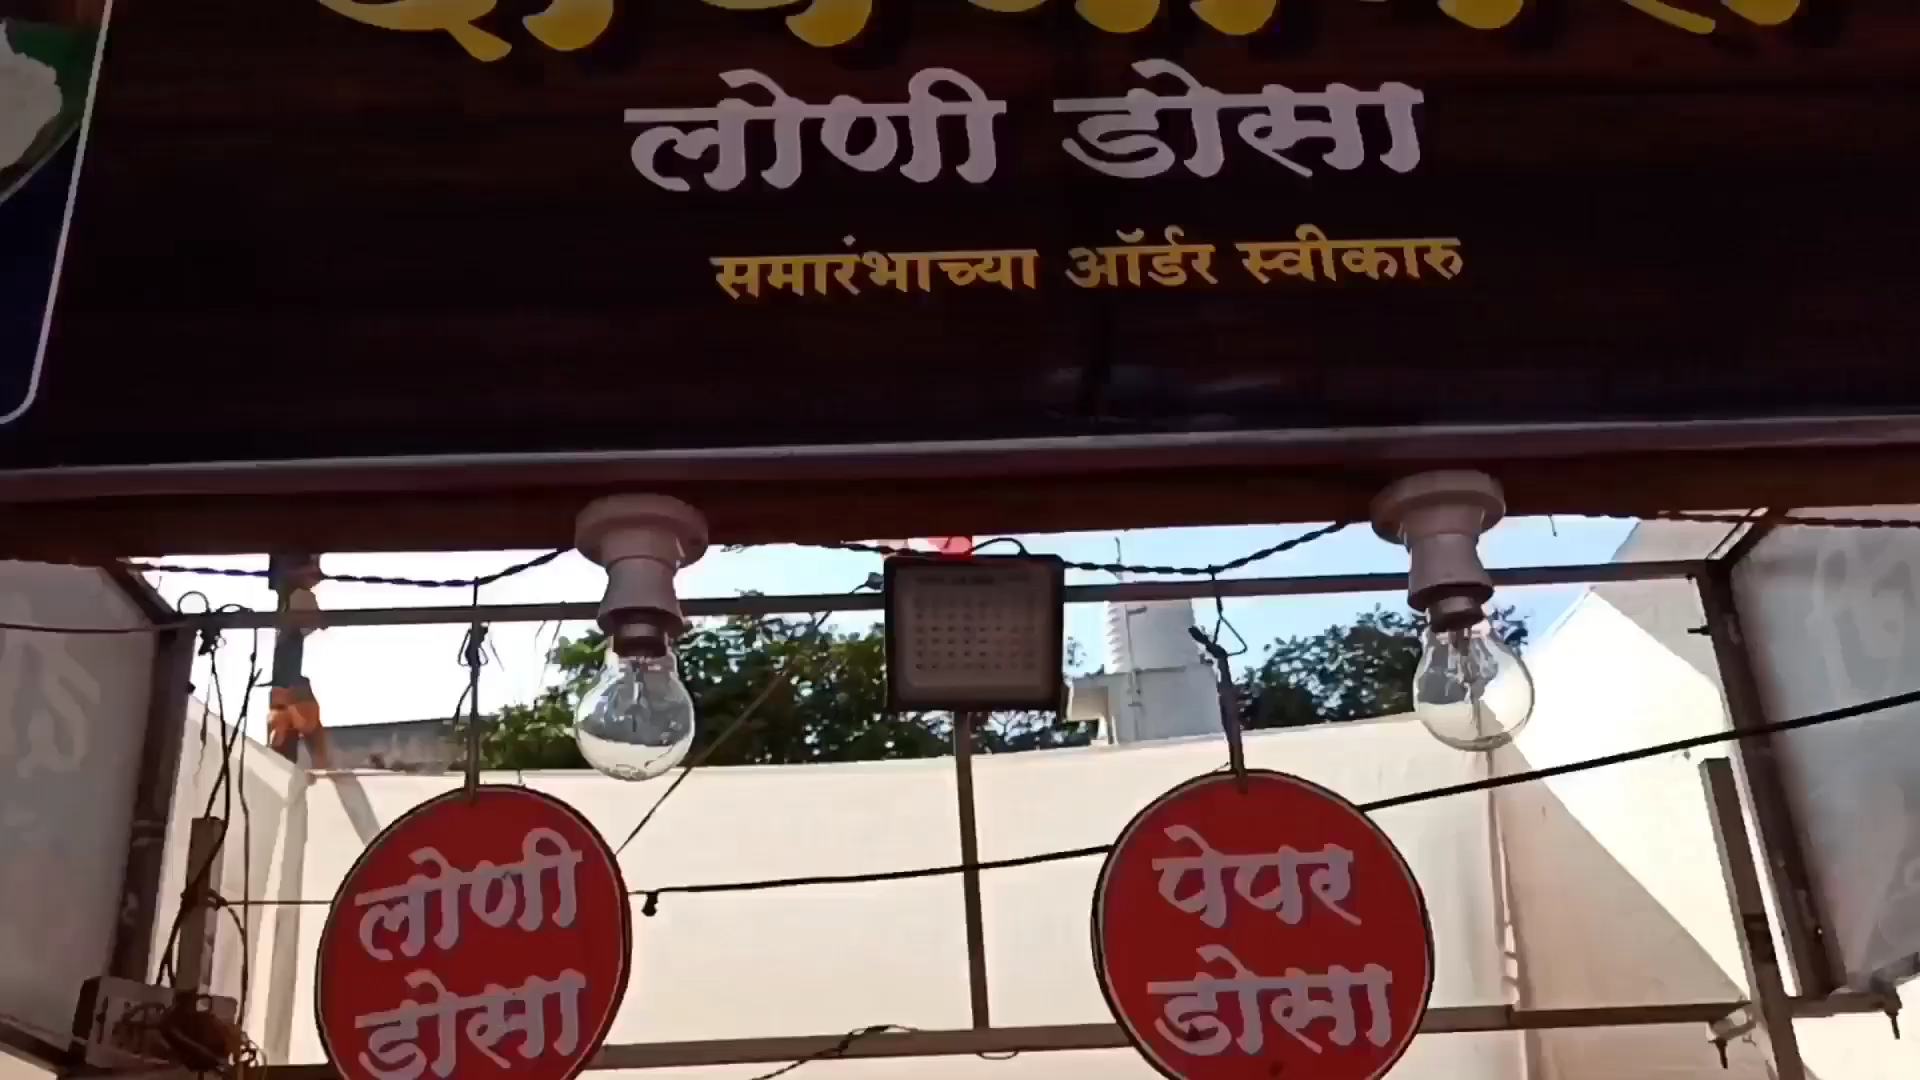 लोणी डोसा
समारंभाच्या ऑर्डर स्वीकारु
लोणी
डोसा
पेपर
डोसा